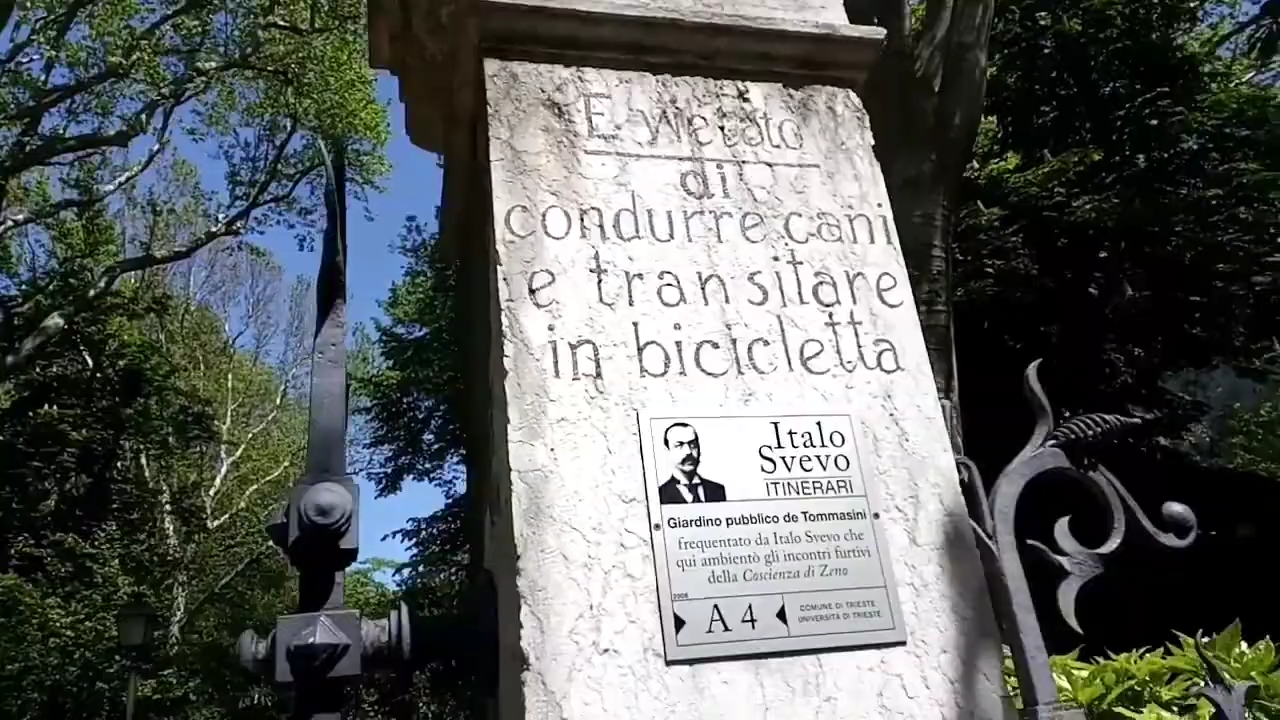 E vietato
di
condurre cani
e transitare
in bicicletta
Italo
Svevo
ITINERARI
Giardino pubblico de Tommasini
frequentato da Italo Svevo che
qui ambientò gli incontri furtivi
della Coscienza di Zeno
2008
A 4
COMUNE DI TRIESTE
UNIVERSITÀ DI TRIESTE